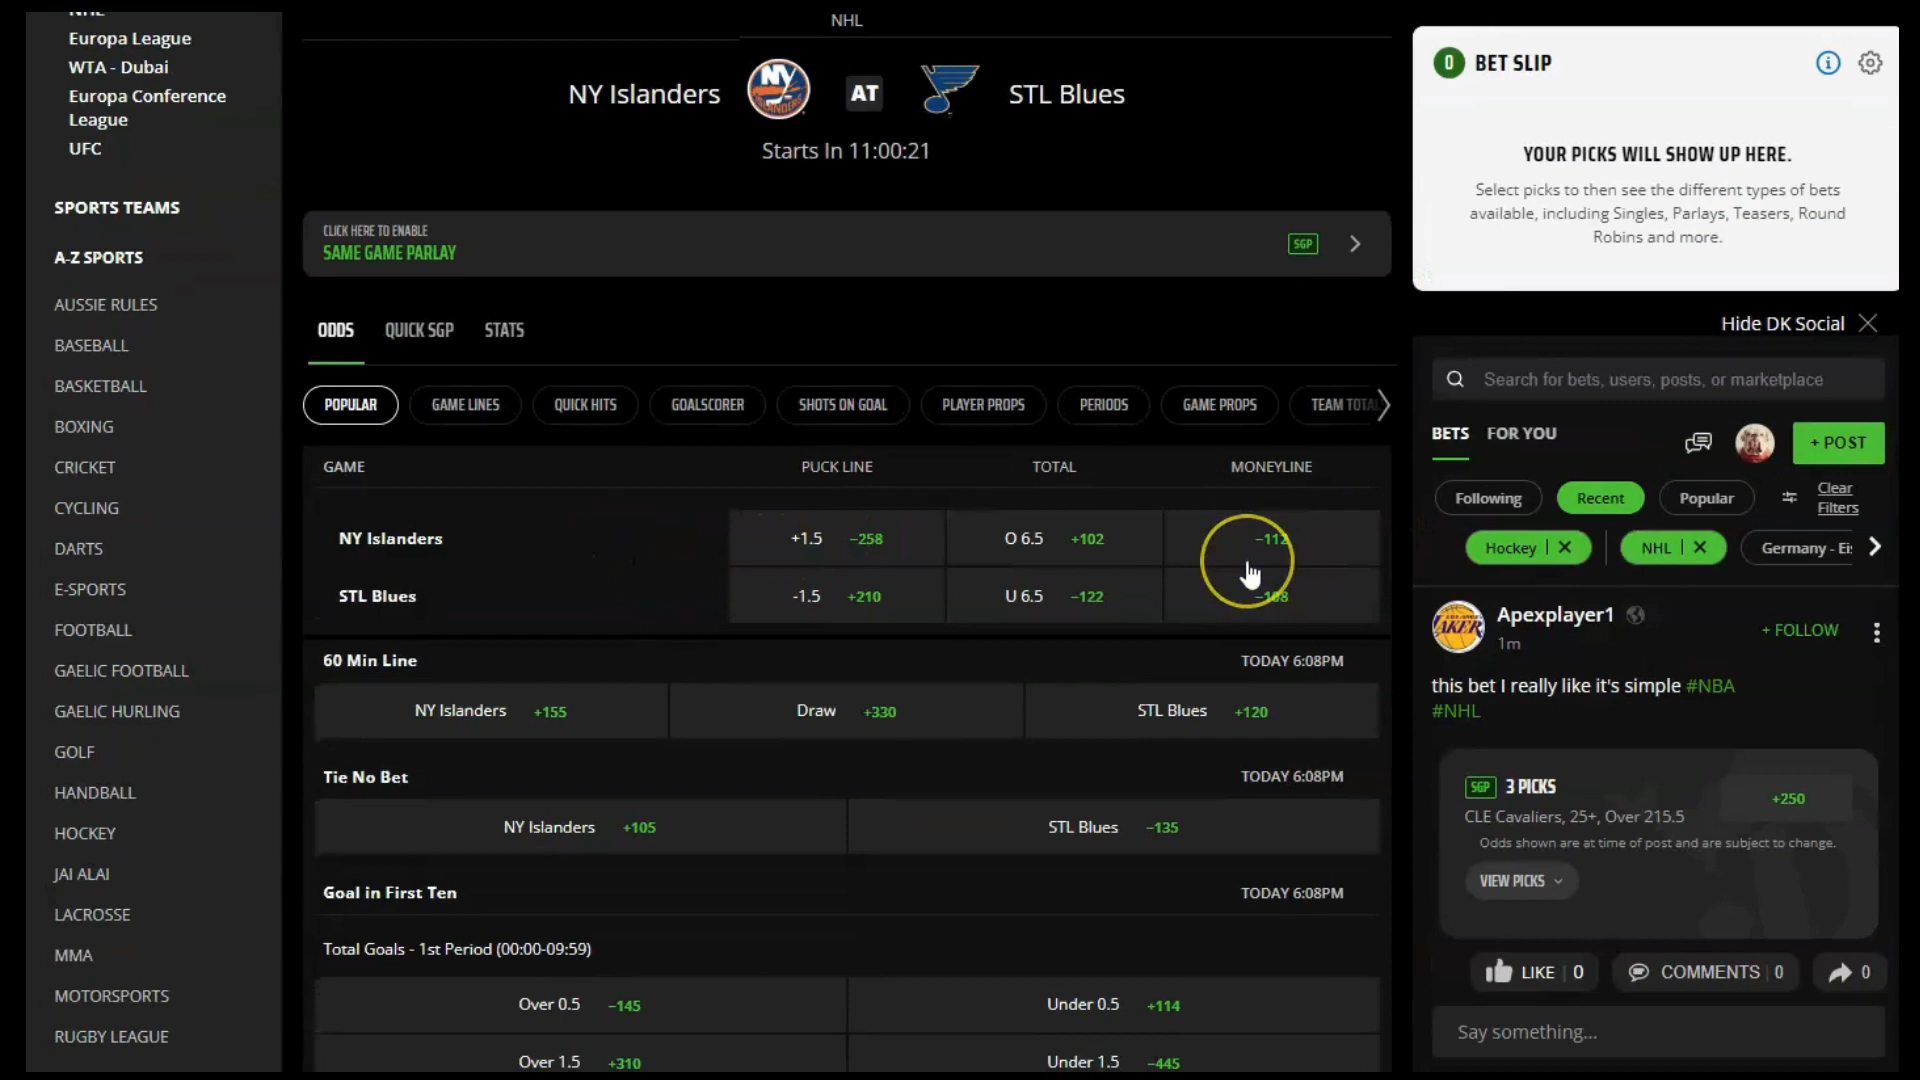 NHL
Europa League
WTA - Dubai
Europa Conference
League
UFC
SPORTS TEAMS
A-Z SPORTS
AUSSIE RULES
BASEBALL
BASKETBALL
BOXING
CRICKET
CYCLING
DARTS
E-SPORTS
FOOTBALL
GAELIC FOOTBALL
GAELIC HURLING
GOLF
HANDBALL
HOCKEY
JAI ALAI
LACROSSE
MMA
MOTORSPORTS
RUGBY LEAGUE
NHL
NY Islanders NY ISLANDERS AT STL Blues
Starts In 11:00:21
CLICK HERE TO ENABLE
SAME GAME PARLAY SGP
ODDS QUICK SGP STATS
POPULAR GAME LINES QUICK HITS GOALSCORER SHOTS ON GOAL PLAYER PROPS PERIODS GAME PROPS TEAM TOTA
GAME PUCK LINE TOTAL MONEYLINE
NY Islanders +1.5 −258 O 6.5 +102 −112
STL Blues -1.5 +210 U 6.5 −122 −108
60 Min Line TODAY 6:08PM
NY Islanders +155 Draw +330 STL Blues +120
Tie No Bet TODAY 6:08PM
NY Islanders +105 STL Blues −135
Goal in First Ten TODAY 6:08PM
Total Goals - 1st Period (00:00-09:59)
Over 0.5 −145 Under 0.5 +114
Over 1.5 +310 Under 1.5 −445
0 BET SLIP
YOUR PICKS WILL SHOW UP HERE.
Select picks to then see the different types of bets
available, including Singles, Parlays, Teasers, Round
Robins and more.
Hide DK Social
Search for bets, users, posts, or marketplace
BETS FOR YOU + POST
Following Recent Popular Clear
Filters
Hockey NHL Germany - Ei
Apexplayer1
1m
+ FOLLOW
this bet I really like it's simple #NBA
#NHL
SGP 3 PICKS +250
CLE Cavaliers, 25+, Over 215.5
Odds shown are at time of post and are subject to change.
VIEW PICKS
LIKE 0 COMMENTS 0 0
Say something...